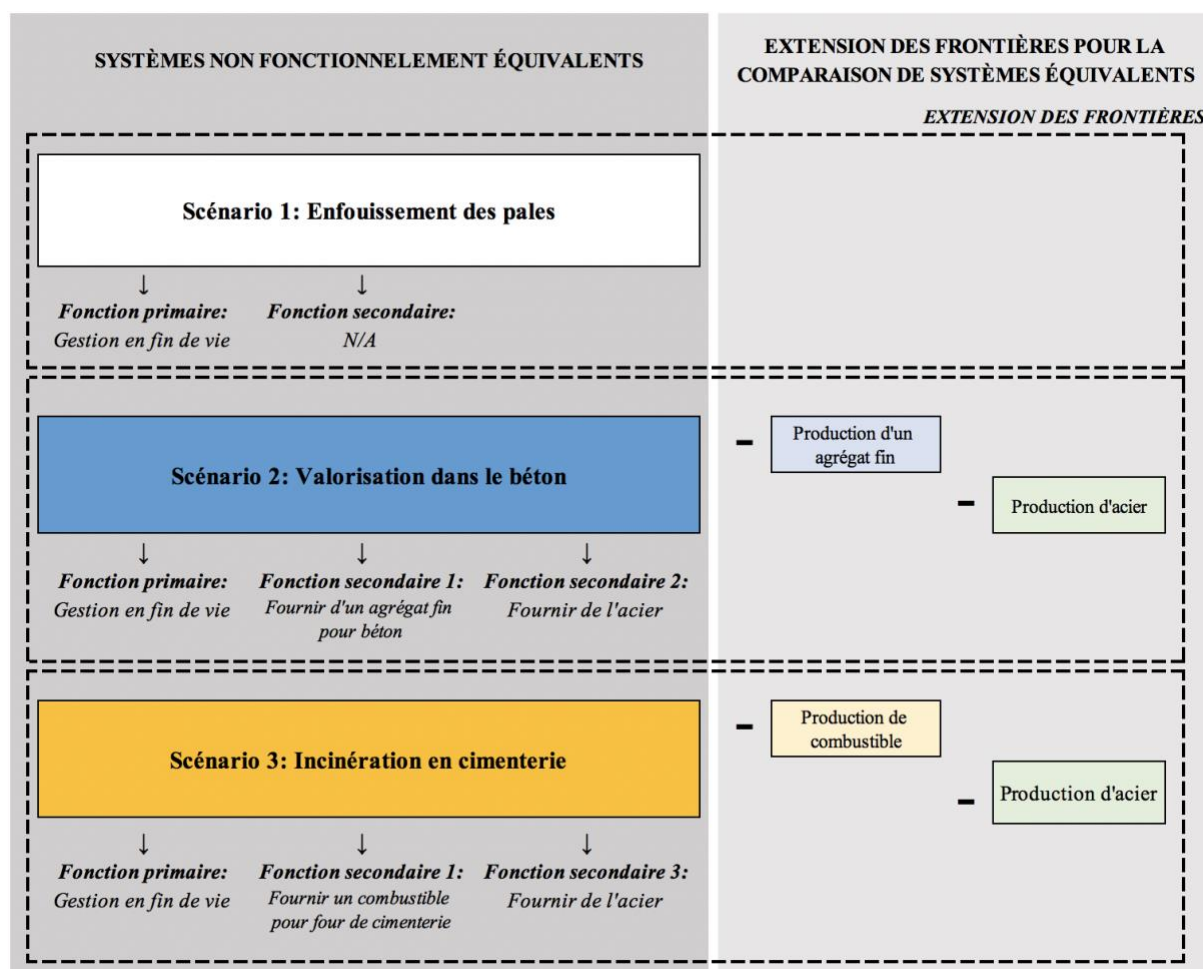 SYSTÈMES NON FONCTIONNELEMENT ÉQUIVALENTS
EXTENSION DES FRONTIÈRES POUR LA
COMPARAISON DE SYSTÈMES ÉQUIVALENTS
EXTENSION DES FRONTIÈRES
Scénario 1: Enfouissement des pales
↓ ↓
Fonction primaire: Fonction secondaire:
Gestion en fin de vie N/A
Scénario 2: Valorisation dans le béton
- Production d'un
agrégat fin
- Production d'acier
↓ ↓ ↓
Fonction primaire: Fonction secondaire 1: Fonction secondaire 2:
Gestion en fin de vie Fournir d'un agrégat fin Fournir de l'acier
pour béton
Scénario 3: Incinération en cimenterie
- Production de
combustible
- Production d'acier
↓ ↓ ↓
Fonction primaire: Fonction secondaire 1: Fonction secondaire 3:
Gestion en fin de vie Fournir un combustible Fournir de l'acier
pour four de cimenterie